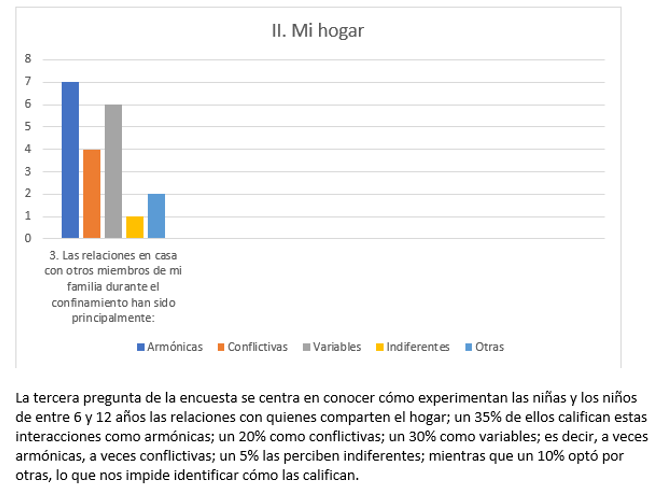 II. Mi hogar
8
7
6
5
4
3
2
1
0
3. Las relaciones en casa
con otros miembros de mi
familia durante el
confinamiento han sido
principalmente:
Armónicas Conflictivas Variables Indiferentes Otras
La tercera pregunta de la encuesta se centra en conocer cómo experimentan las niñas y los niños
de entre 6 y 12 años las relaciones con quienes comparten el hogar; un 35% de ellos califican estas
interacciones como armónicas; un 20% como conflictivas; un 30% como variables; es decir, a veces
armónicas, a veces conflictivas; un 5% las perciben indiferentes; mientras que un 10% optó por
otras, lo que nos impide identificar cómo las califican.